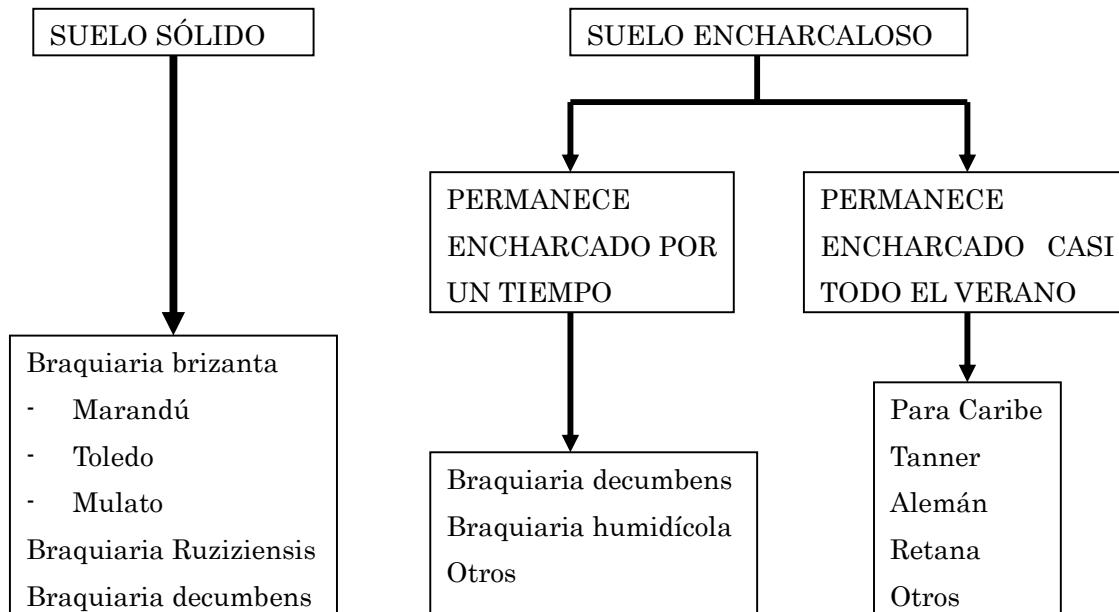 SUELO SÓLIDO
SUELO ENCHARCALOSO
PERMANECE
ENCHARCADO POR
UN TIEMPO
PERMANECE
ENCHARCADO CASI
TODO EL VERANO
Braquiaria brizanta
- Marandú
- Toledo
- Mulato
Braquiaria Ruziziensis
Braquiaria decumbens
Braquiaria decumbens
Braquiaria humidícola
Otros
Para Caribe
Tanner
Alemán
Retana
Otros